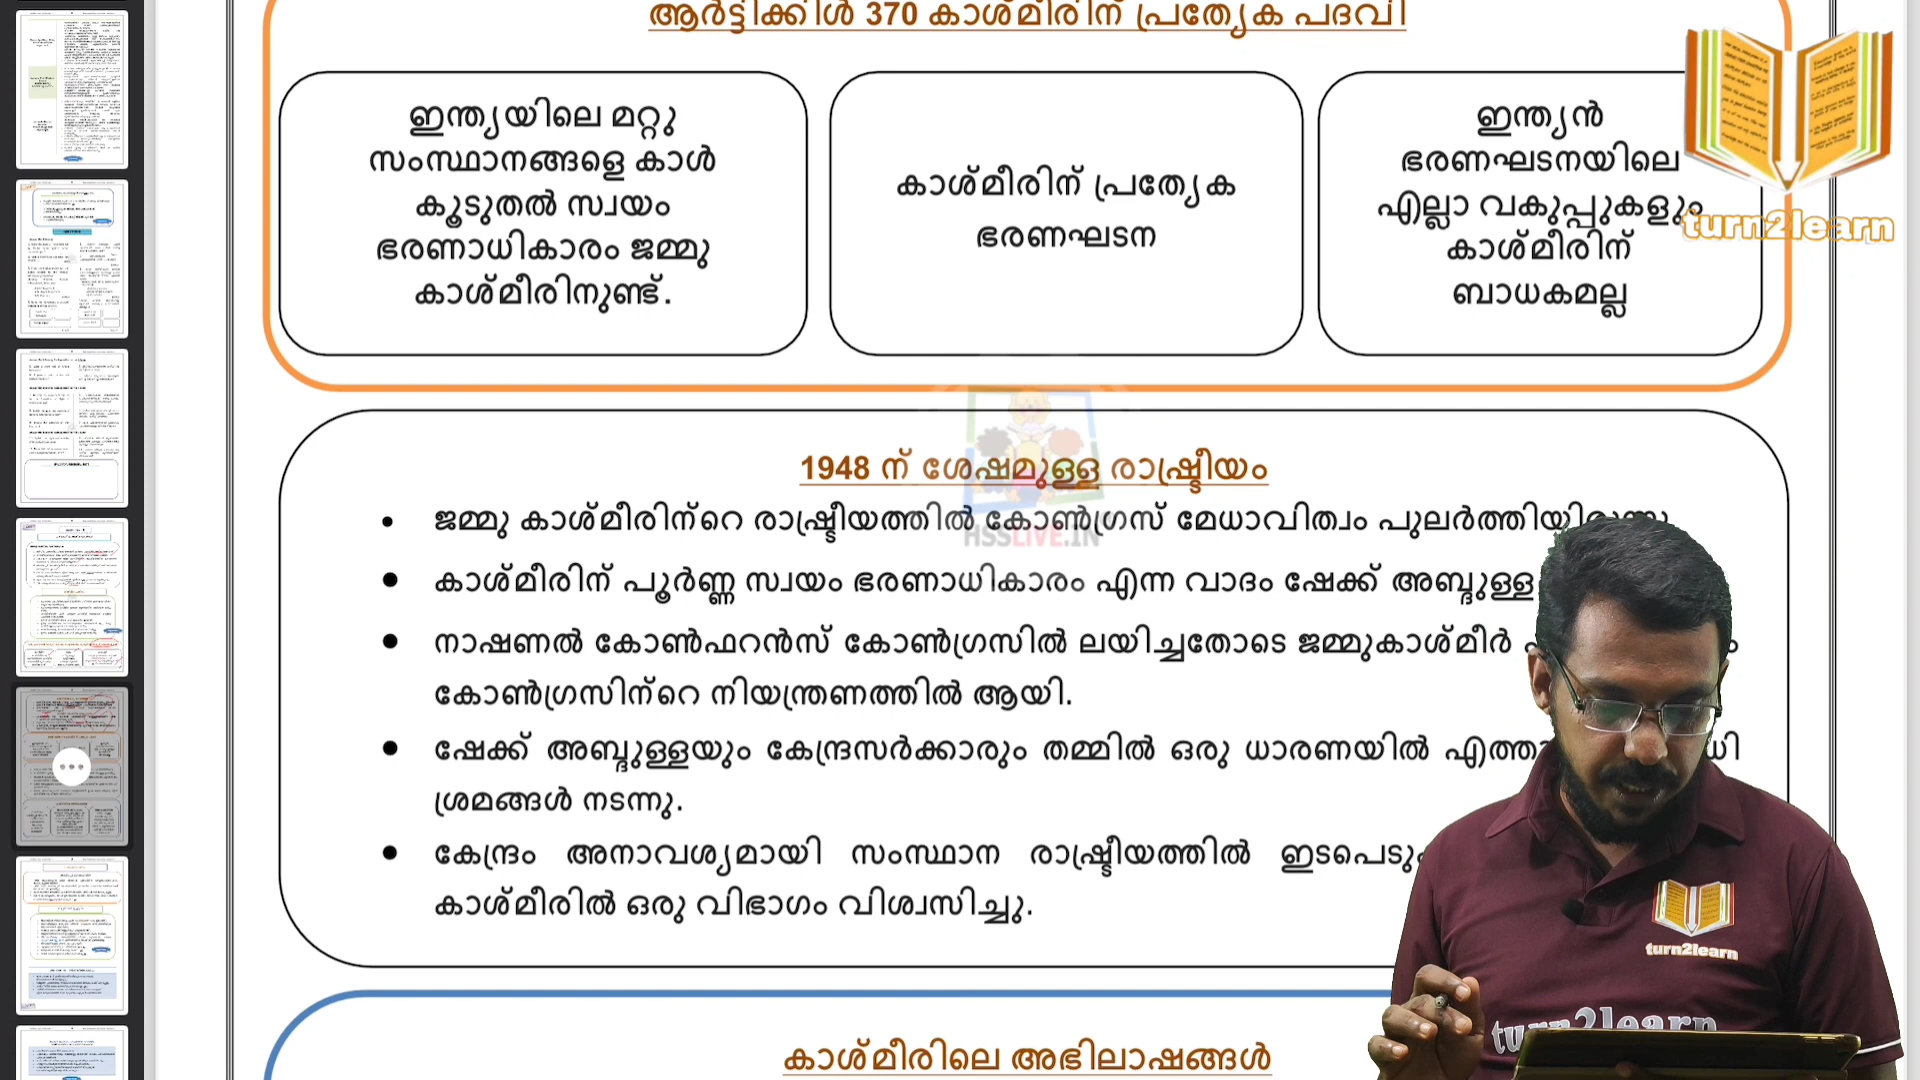 ആർട്ടിക്കിൾ 370 കാശ്മീരിന് പ്രത്യേക പദവി
ഇന്ത്യയിലെ മറ്റു
സംസ്ഥാനങ്ങളെ കാൾ
കൂടുതൽ സ്വയം
ഭരണാധികാരം ജമ്മു
കാശ്മീരിനുണ്ട്.
കാശ്മീരിന് പ്രത്യേക
ഭരണഘടന
ഇന്ത്യൻ
ഭരണഘടനയിലെ
എല്ലാ വകുപ്പുകളും
കാശ്മീരിന്
ബാധകമല്ല
turn2learn
1948 ന് ശേഷമുള്ള രാഷ്ട്രീയം
• ജമ്മു കാശ്മീരിന്റെ രാഷ്ട്രീയത്തിൽ കോൺഗ്രസ് മേധാവിത്വം പുലർത്തിയിരുന്നു
HSSLIVE.IN
• കാശ്മീരിന് പൂർണ്ണ സ്വയം ഭരണാധികാരം എന്ന വാദം ഷേക്ക് അബ്ദുള്ള
• നാഷണൽ കോൺഫറൻസ് കോൺഗ്രസിൽ ലയിച്ചതോടെ ജമ്മുകാശ്മീർ
കോൺഗ്രസിന്റെ നിയന്ത്രണത്തിൽ ആയി.
• ഷേക്ക് അബ്ദുള്ളയും കേന്ദ്രസർക്കാരും തമ്മിൽ ഒരു ധാരണയിൽ
ശ്രമങ്ങൾ നടന്നു.
• കേന്ദ്രം അനാവശ്യമായി സംസ്ഥാന രാഷ്ട്രീയത്തിൽ
കാശ്മീരിൽ ഒരു വിഭാഗം വിശ്വസിച്ചു.
turn2learn
turn2learn
കാശ്മീരിലെ അഭിലാഷങ്ങൾ